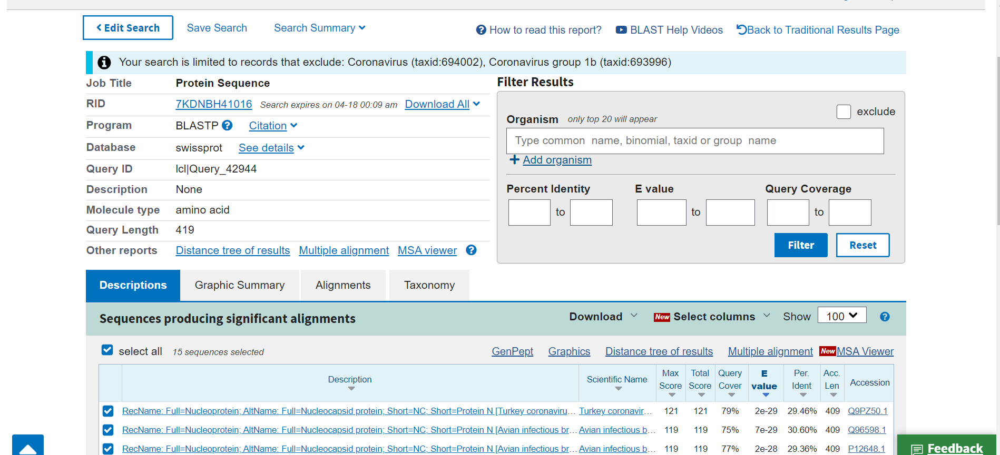 Edit Search Save Search Search Summary How to read this report? BLAST Help Videos Back to Traditional Results Page
Your search is limited to records that exclude: Coronavirus (taxid:694002), Coronavirus group 1b (taxid:693996)
Job Title Protein Sequence
RID 7KDNBH41016 Search expires on 04-18 00:09 am Download All
Program BLASTP Citation
Database swissprot See details
Query ID lcl|Query_42944
Description None
Molecule type amino acid
Query Length 419
Other reports Distance tree of results Multiple alignment MSA viewer
Filter Results
exclude
Organism only top 20 will appear
Type common name, binomial, taxid or group name
Add organism
Percent Identity E value Query Coverage
to to to
Filter Reset
Descriptions Graphic Summary Alignments Taxonomy
Sequences producing significant alignments Download New Select columns Show 100
select all 15 sequences selected GenPept Graphics Distance tree of results Multiple alignment New MSA Viewer
Description Scientific Name Max Score Total Score Query Cover E value Per. Ident Acc. Len Accession
RecName: Full=Nucleoprotein; AltName: Full=Nucleocapsid protein; Short=NC; Short=Protein N [Turkey coronaviru... Turkey coronavir... 121 121 79% 2e-29 29.46% 409 Q9PZ50.1
RecName: Full=Nucleoprotein; AltName: Full=Nucleocapsid protein; Short=NC; Short=Protein N [Avian infectious br... Avian infectious b... 119 119 75% 7e-29 30.60% 409 Q96598.1
RecName: Full=Nucleoprotein; AltName: Full=Nucleocapsid protein; Short=NC; Short=Protein N [Avian infectious br... Avian infectious b... 119 119 77% 2e-28 29.36% 409 P12648.1
Feedback